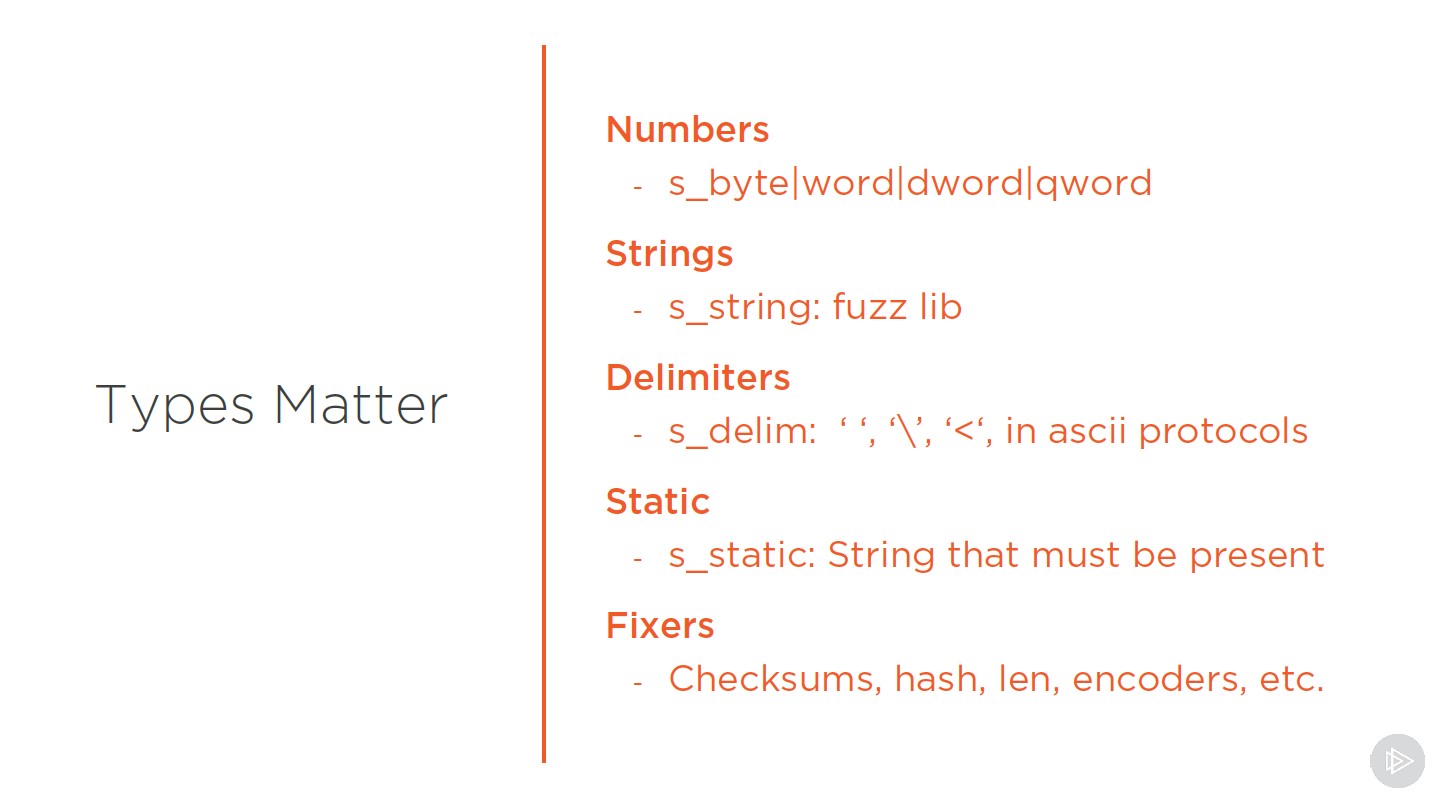 Types Matter
Numbers
- s_byte|word|dword|qword
Strings
- s_string: fuzz lib
Delimiters
- s_delim:  ‘ ‘, ‘\’, ‘<‘, in ascii protocols
Static
- s_static: String that must be present
Fixers
- Checksums, hash, len, encoders, etc.